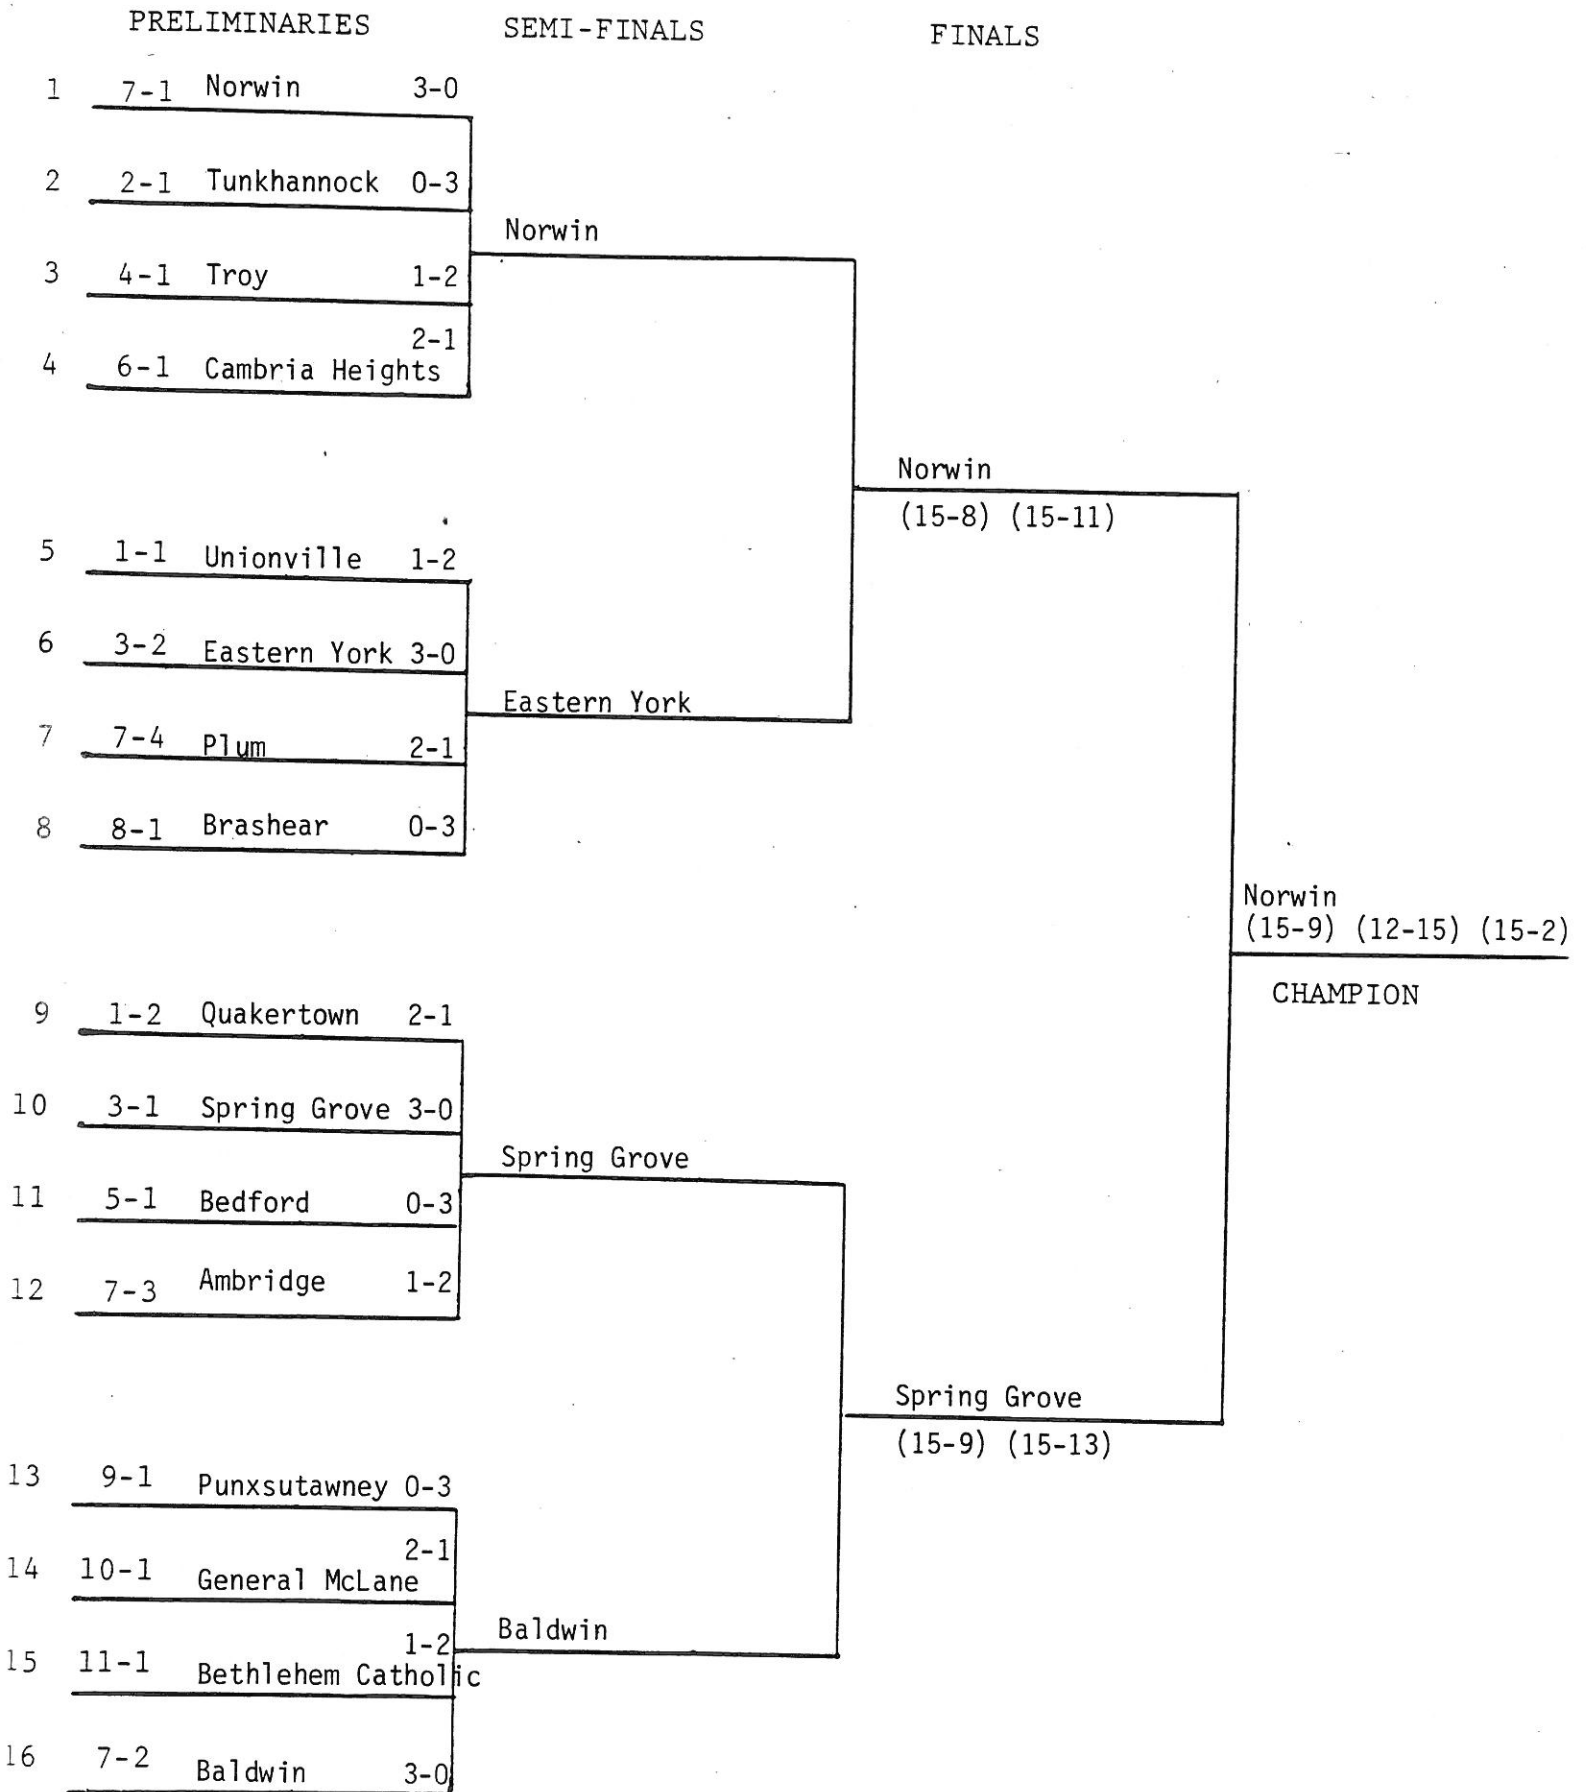 PRELIMINARIES SEMI-FINALS FINALS
1 7-1 Norwin 3-0
2 2-1 Tunkhannock 0-3
Norwin
3 4-1 Troy 1-2
2-1
4 6-1 Cambria Heights
Norwin
(15-8) (15-11)
5 1-1 Unionville 1-2
6 3-2 Eastern York 3-0
Eastern York
7 7-4 Plum 2-1
8 8-1 Brashear 0-3
Norwin
(15-9) (12-15) (15-2)
CHAMPION
9 1-2 Quakertown 2-1
10 3-1 Spring Grove 3-0
Spring Grove
11 5-1 Bedford 0-3
12 7-3 Ambridge 1-2
Spring Grove
(15-9) (15-13)
13 9-1 Punxsutawney 0-3
2-1
14 10-1 General McLane
Baldwin
1-2
15 11-1 Bethlehem Catholic
16 7-2 Baldwin 3-0